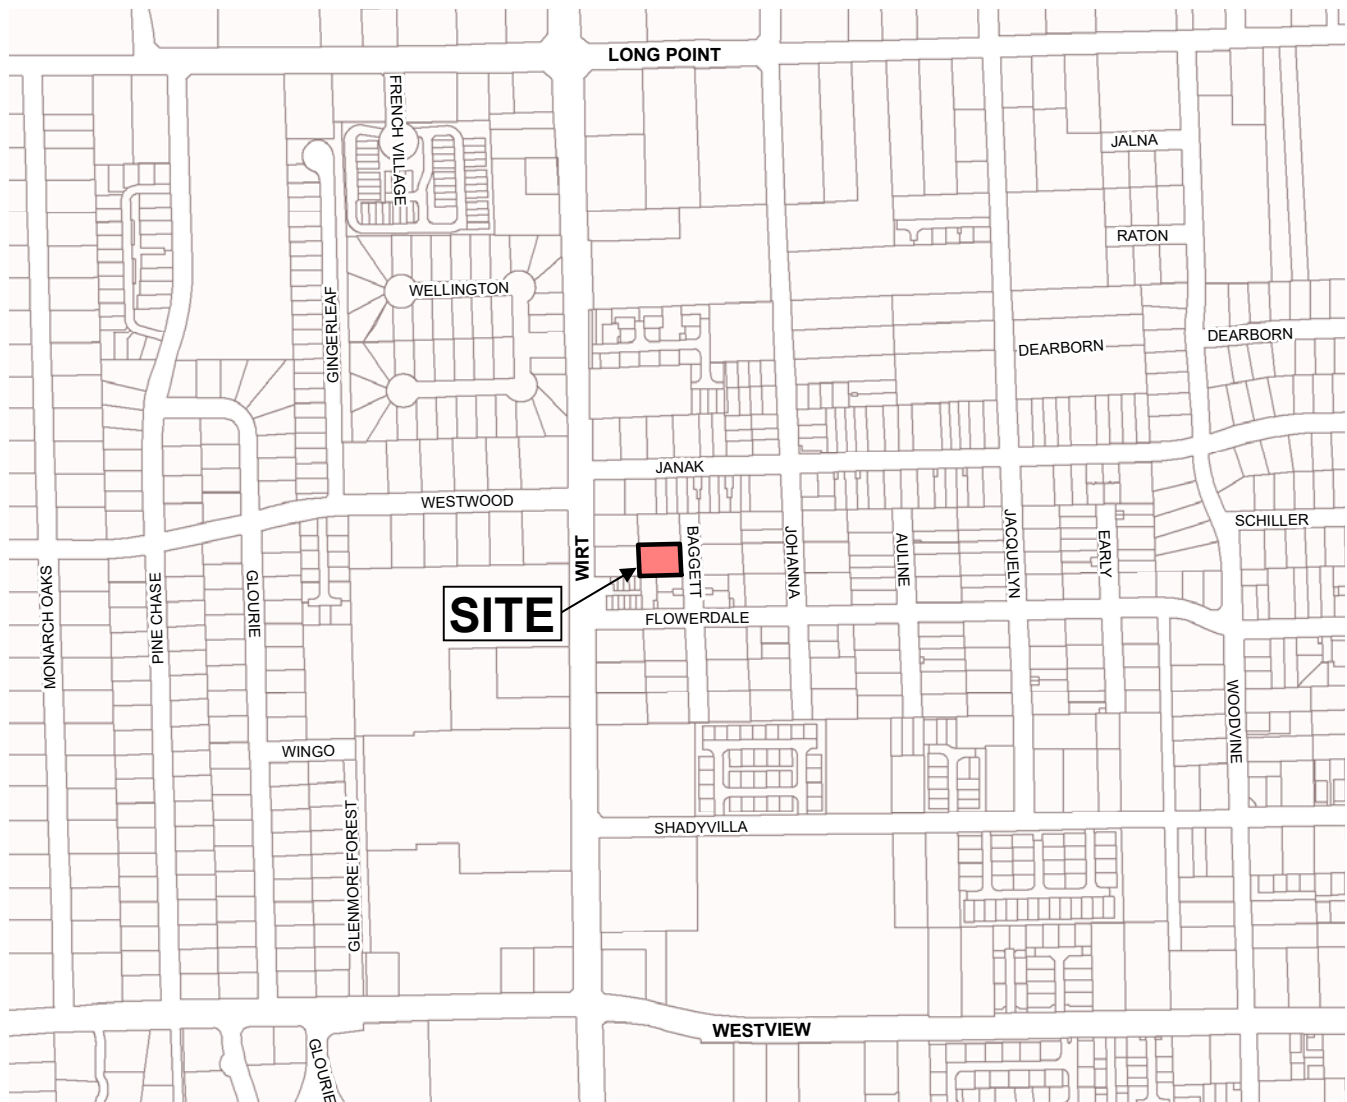 LONG POINT
FRENCH VILLAGE
JALNA
RATON
WELLINGTON
GINGERLEAF
DEARBORN
DEARBORN
JANAK
WESTWOOD
SCHILLER
WIRT
BAGGETT
JOHANNA
AULINE
JACQUELYN
EARLY
MONARCH OAKS
PINE CHASE
GLOURIE
SITE
FLOWERDALE
WOODVINE
WINGO
GLENMORE FOREST
SHADYVILLA
WESTVIEW
GLOURIE